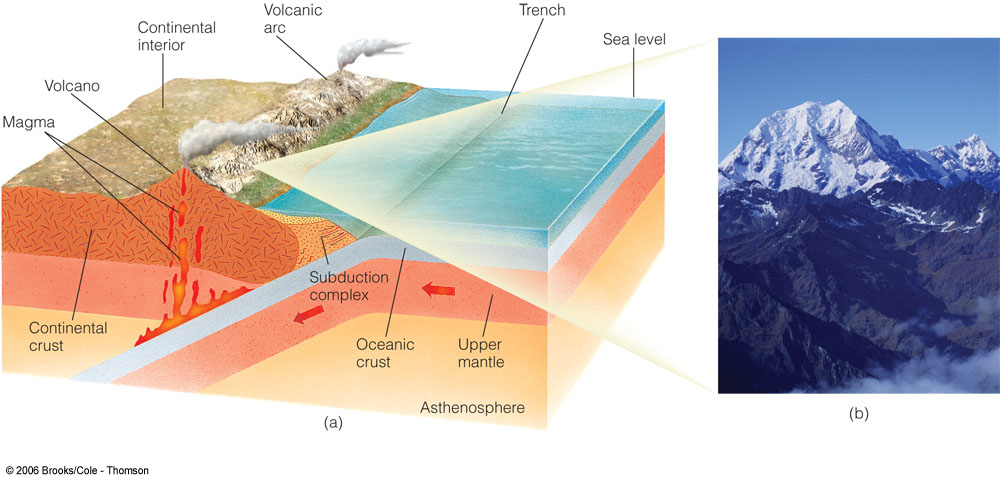 Continental
interior
Volcanic
arc
Trench
Sea level
Volcano
Magma
Subduction
complex
Continental
crust
Oceanic
crust
Upper
mantle
Asthenosphere
(a)
(b)
© 2006 Brooks/Cole - Thomson